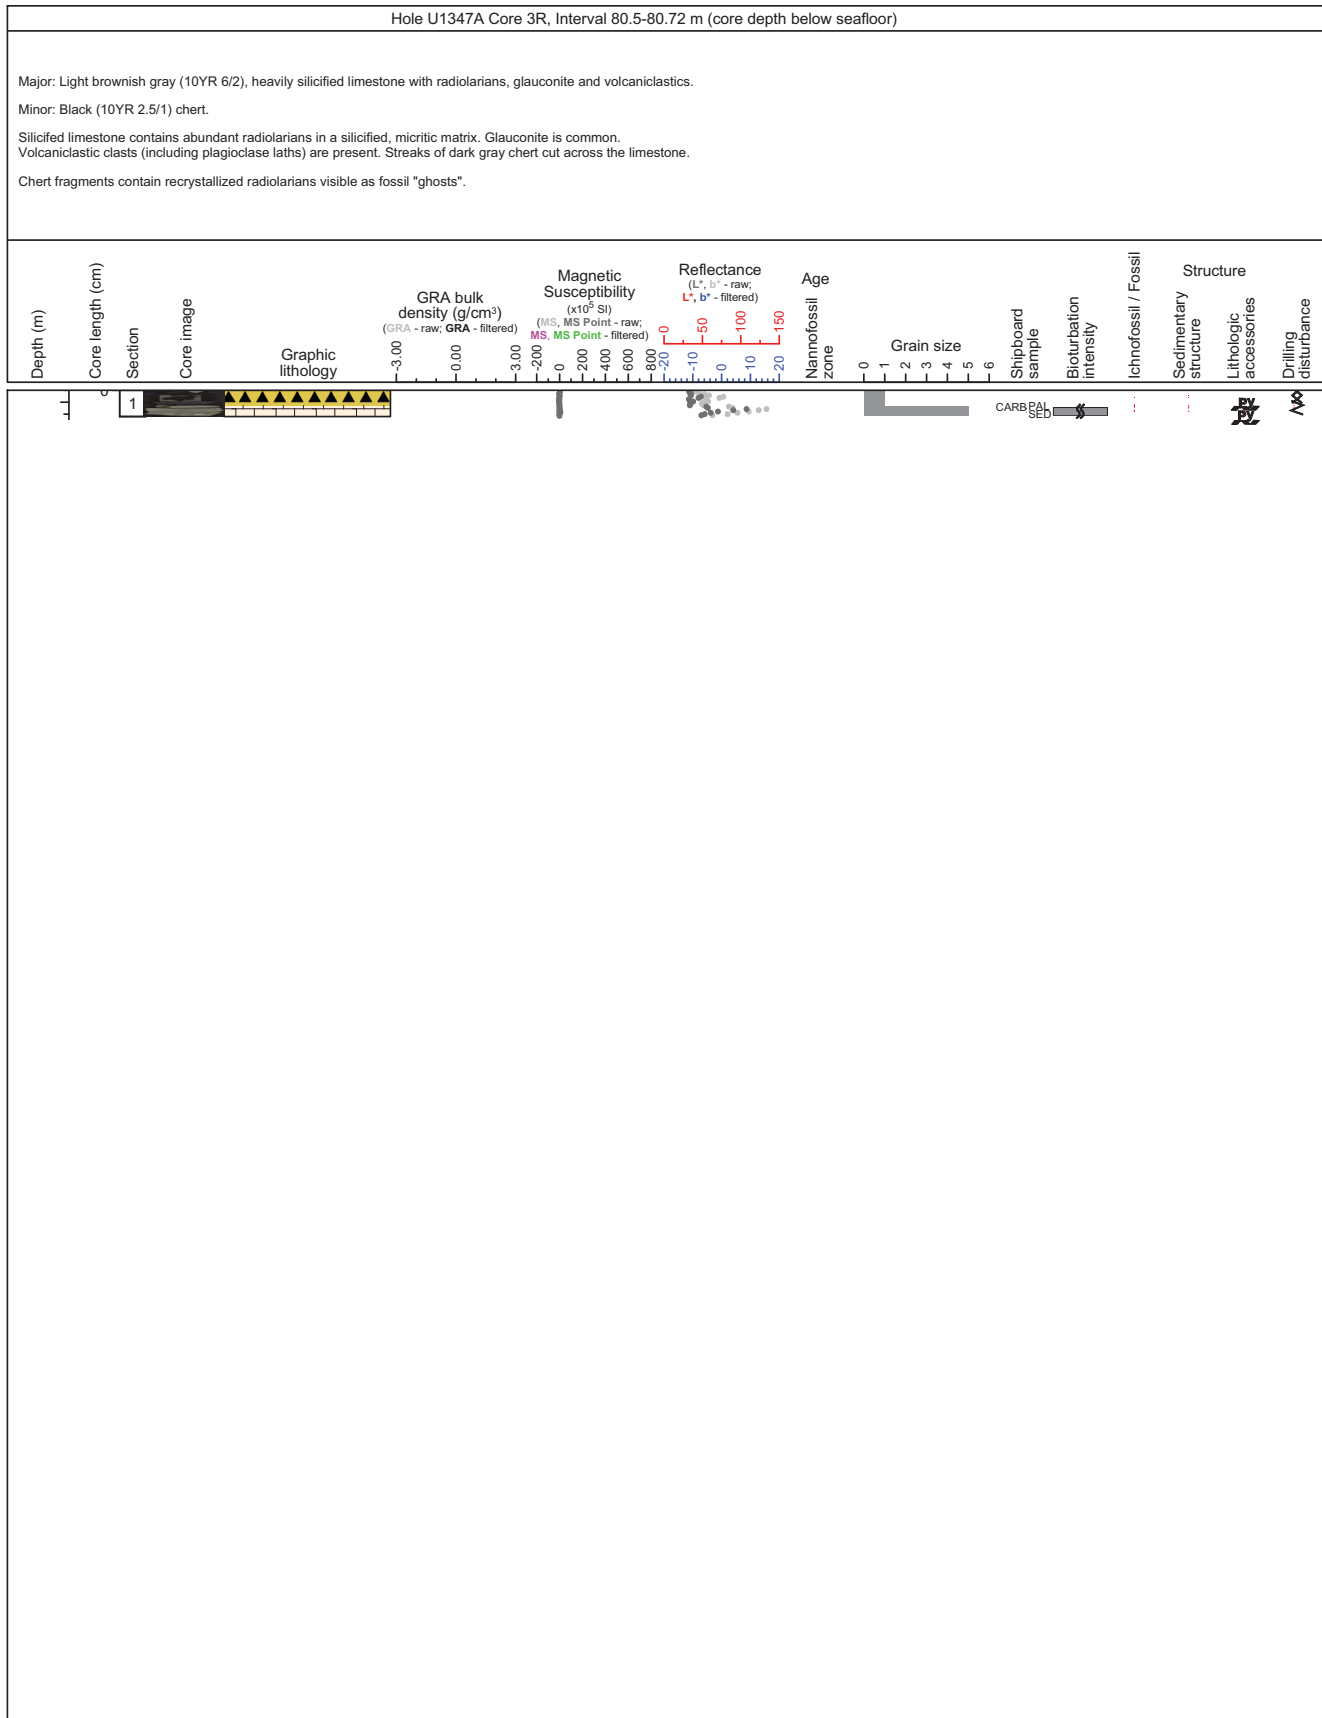 Hole U1347A Core 3R, Interval 80.5-80.72 m (core depth below seafloor)
Major: Light brownish gray (10YR 6/2), heavily silicified limestone with radiolarians, glauconite and volcaniclastics.
Minor: Black (10YR 2.5/1) chert.
Silicifed limestone contains abundant radiolarians in a silicified, micritic matrix. Glauconite is common.
Volcaniclastic clasts (including plagioclase laths) are present. Streaks of dark gray chert cut across the limestone.
Chert fragments contain recrystallized radiolarians visible as fossil "ghosts".
Depth (m)
Core length (cm)
Section
Core image
Graphic
lithology
GRA bulk
density (g/cm³)
(GRA - raw; GRA - filtered)
-3.00
0.00
3.00
Magnetic
Susceptibility
(x10⁵ SI)
(MS, MS Point - raw;
MS, MS Point - filtered)
-200
0
200
400
600
800
Reflectance
(L*, b* - raw;
L*, b* - filtered)
0
50
100
150
-20
-10
0
10
20
Age
Nannofossil
zone
Grain size
0
1
2
3
4
5
6
Shipboard
sample
Bioturbation
intensity
Ichnofossil / Fossil
Structure
Sedimentary
structure
Lithologic
accessories
Drilling
disturbance
0
1
CARB PAL
SED
py
py